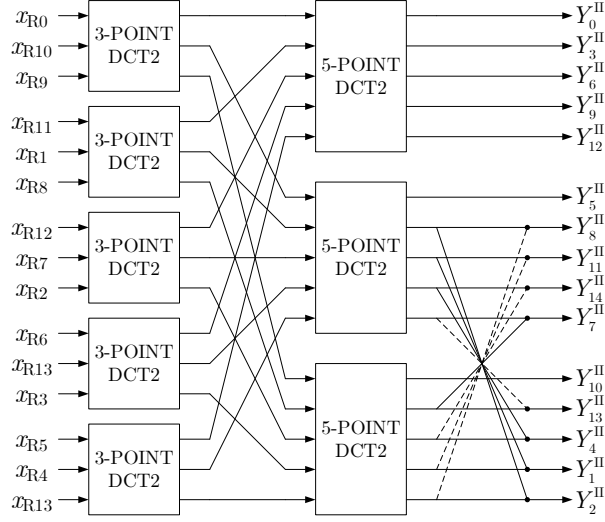 x_R0
x_R10
x_R9
x_R11
x_R1
x_R8
x_R12
x_R7
x_R2
x_R6
x_R13
x_R3
x_R5
x_R4
x_R13
3-POINT
DCT2
3-POINT
DCT2
3-POINT
DCT2
3-POINT
DCT2
3-POINT
DCT2
5-POINT
DCT2
5-POINT
DCT2
5-POINT
DCT2
Y_0^II
Y_3^II
Y_6^II
Y_9^II
Y_12^II
Y_5^II
Y_8^II
Y_11^II
Y_14^II
Y_7^II
Y_10^II
Y_13^II
Y_4^II
Y_1^II
Y_2^II